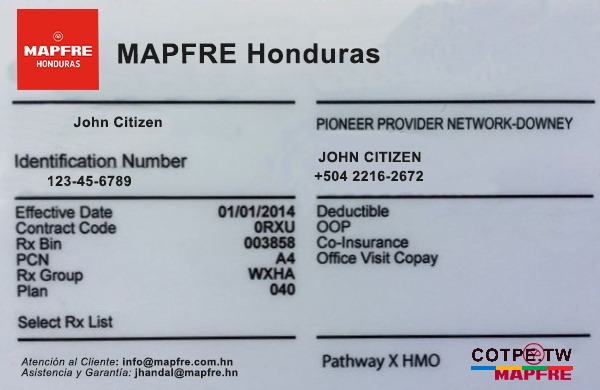 MAPFRE
HONDURAS
MAPFRE Honduras
John Citizen
Identification Number
123-45-6789
Effective Date 01/01/2014
Contract Code 0RXU
Rx Bin 003858
PCN A4
Rx Group WXHA
Plan 040
Select Rx List
Atención al Cliente: info@mapfre.com.hn
Asistencia y Garantía: jhandal@mapfre.hn
PIONEER PROVIDER NETWORK-DOWNEY
JOHN CITIZEN
+504 2216-2672
Deductible
OOP
Co-Insurance
Office Visit Copay
Pathway X HMO
COTPE.TW
MAPFRE